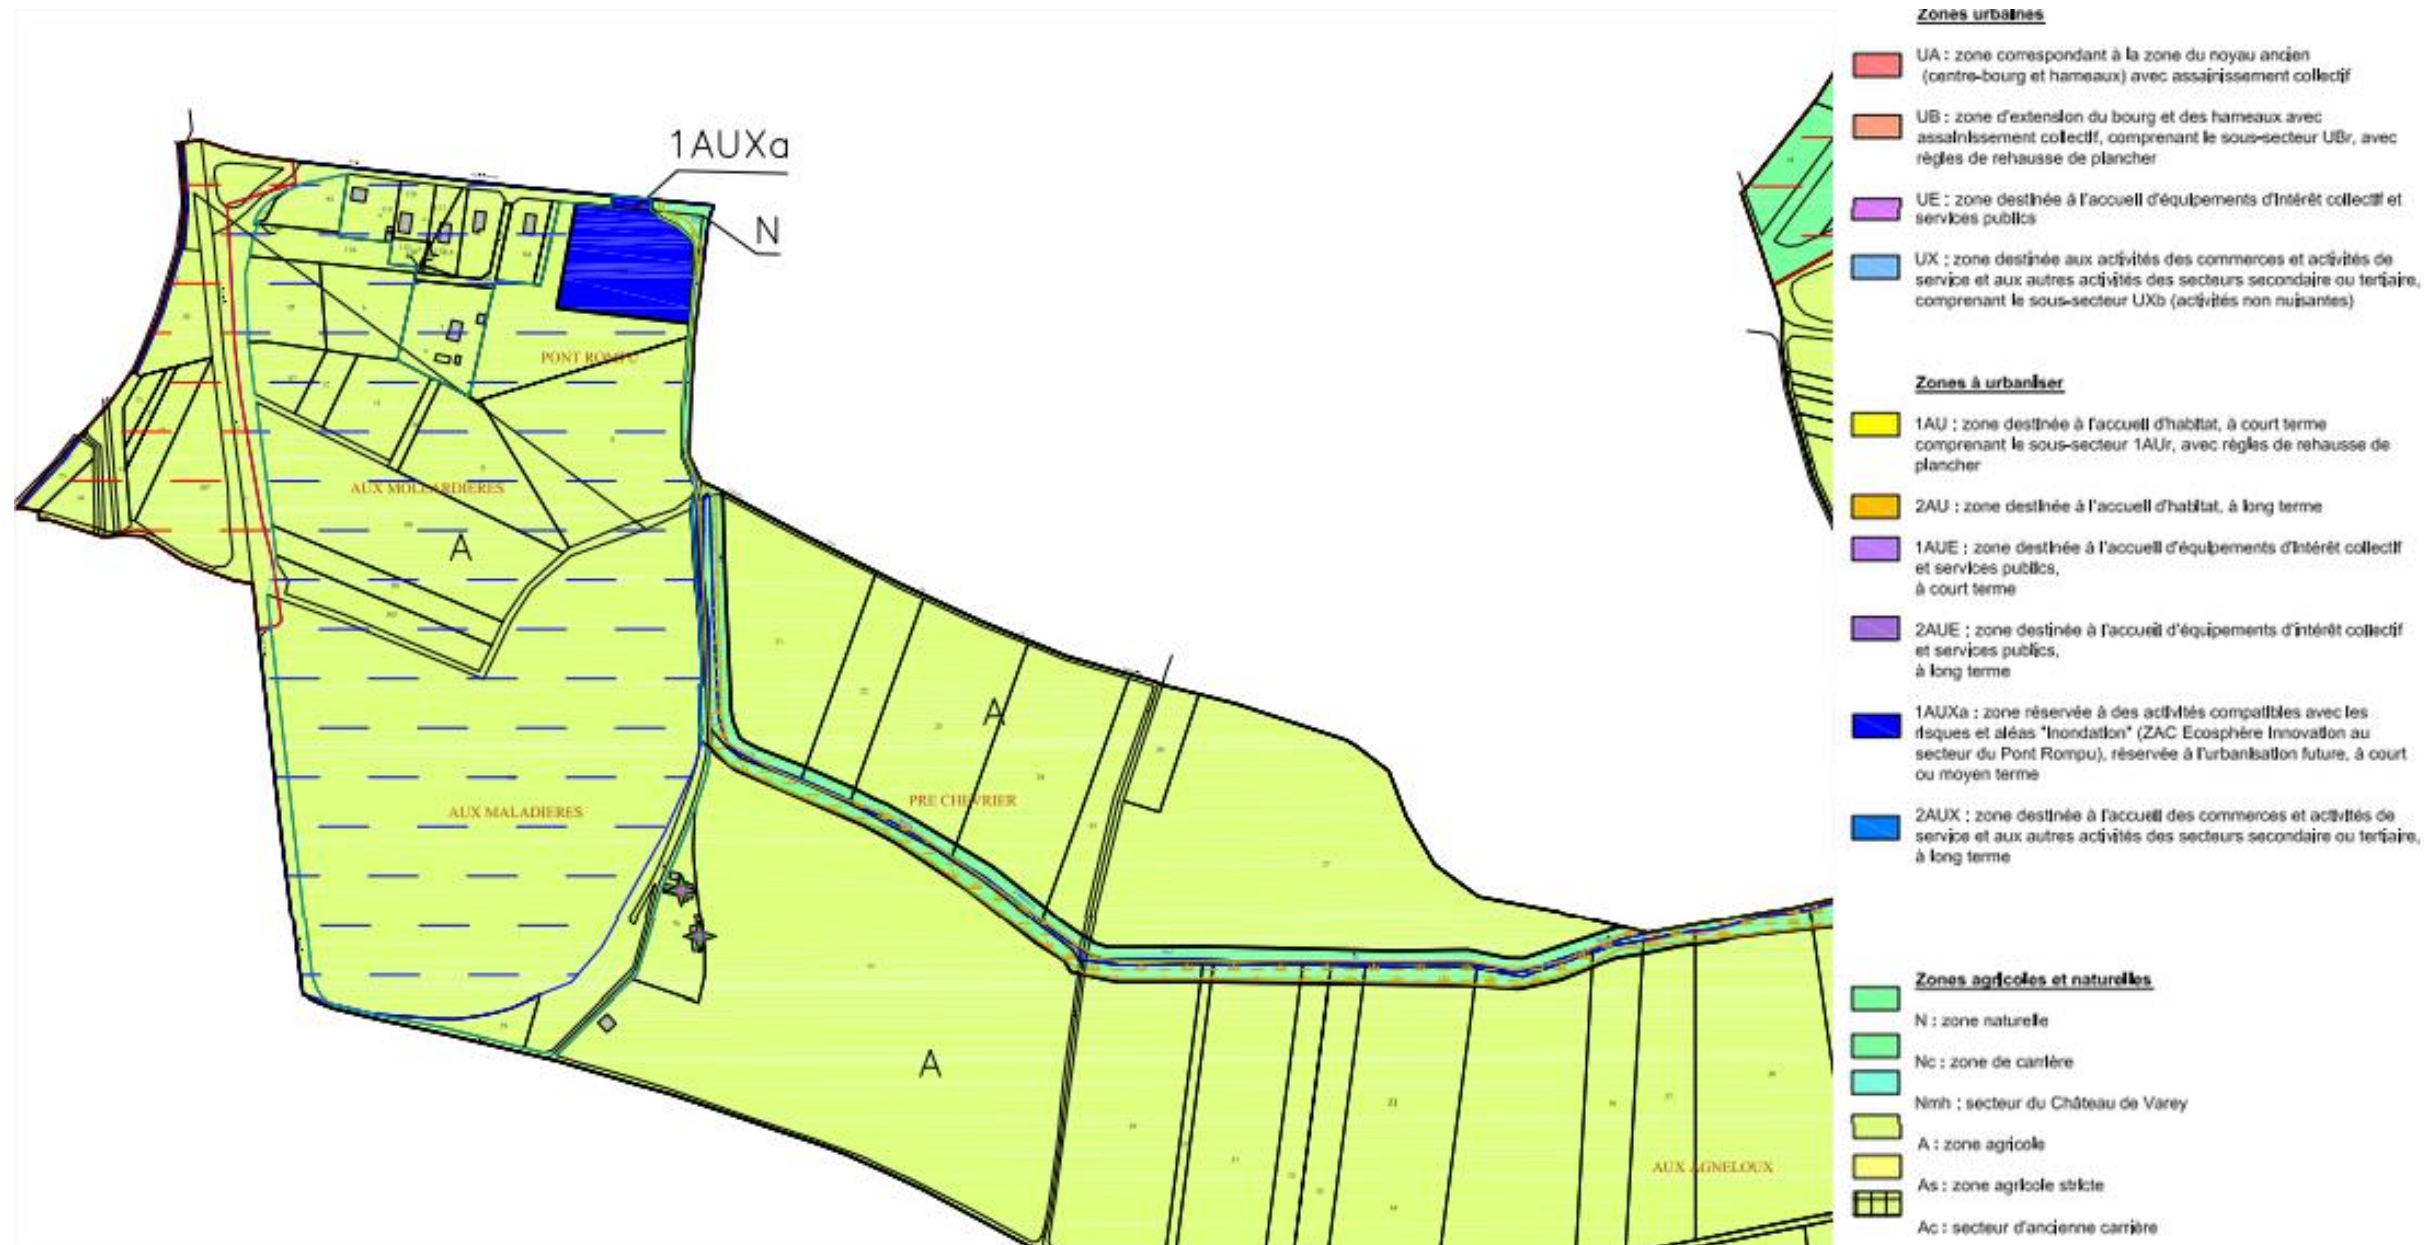 1AUXa
N
PONT ROMPU
AUX MOLLARDIERES
A
A
AUX MALADIERES
PRE CHEVRIER
A
AUX AGNELOUX
Zones urbaines
UA : zone correspondant à la zone du noyau ancien
(centre-bourg et hameaux) avec assainissement collectif
UB : zone d'extension du bourg et des hameaux avec
assainissement collectif, comprenant le sous-secteur UBr, avec
règles de rehausse de plancher
UE : zone destinée à l'accueil d'équipements d'intérêt collectif et
services publics
UX : zone destinée aux activités des commerces et activités de
service et aux autres activités des secteurs secondaire ou tertiaire,
comprenant le sous-secteur UXb (activités non nuisantes)
Zones à urbaniser
1AU : zone destinée à l'accueil d'habitat, à court terme
comprenant le sous-secteur 1AUr, avec règles de rehausse de
plancher
2AU : zone destinée à l'accueil d'habitat, à long terme
1AUE : zone destinée à l'accueil d'équipements d'intérêt collectif
et services publics,
à court terme
2AUE : zone destinée à l'accueil d'équipements d'intérêt collectif
et services publics,
à long terme
1AUXa : zone réservée à des activités compatibles avec les
risques et aléas "Inondation" (ZAC Ecosphère Innovation au
secteur du Pont Rompu), réservée à l'urbanisation future, à court
ou moyen terme
2AUX : zone destinée à l'accueil des commerces et activités de
service et aux autres activités des secteurs secondaire ou tertiaire,
à long terme
Zones agricoles et naturelles
N : zone naturelle
Nc : zone de carrière
Nmh : secteur du Château de Varey
A : zone agricole
As : zone agricole stricte
Ac : secteur d'ancienne carrière